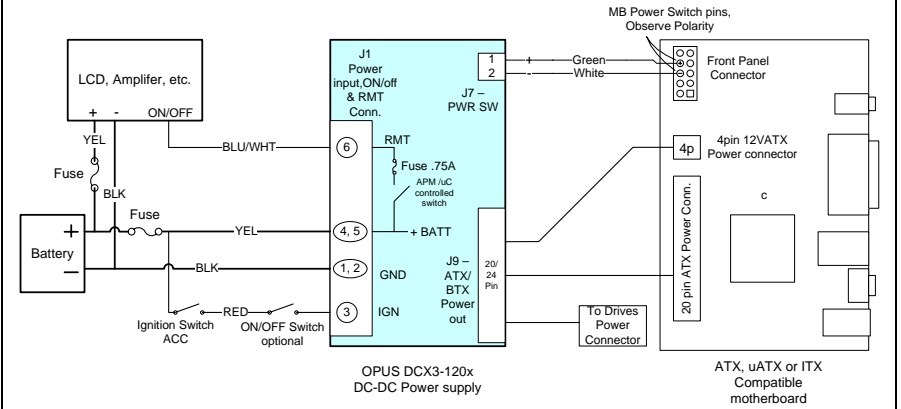 MB Power Switch pins,
Observe Polarity
LCD, Amplifer, etc.
+ - ON/OFF
YEL
Fuse
BLK
BLU/WHT
Battery
+
−
Fuse
YEL
BLK
Ignition Switch
ACC
RED
ON/OFF Switch
optional
J1
Power
input,ON/off
& RMT
Conn.
6
RMT
Fuse .75A
APM /uC
controlled
switch
4, 5
+ BATT
1, 2
GND
3
IGN
1
2
J7 –
PWR SW
+ Green
- White
J9 –
ATX/
BTX
Power
out
20/
24
Pin
OPUS DCX3-120x
DC-DC Power supply
Front Panel
Connector
4p
4pin 12VATX
Power connector
20 pin ATX Power Conn.
c
To Drives
Power
Connector
ATX, uATX or ITX
Compatible
motherboard